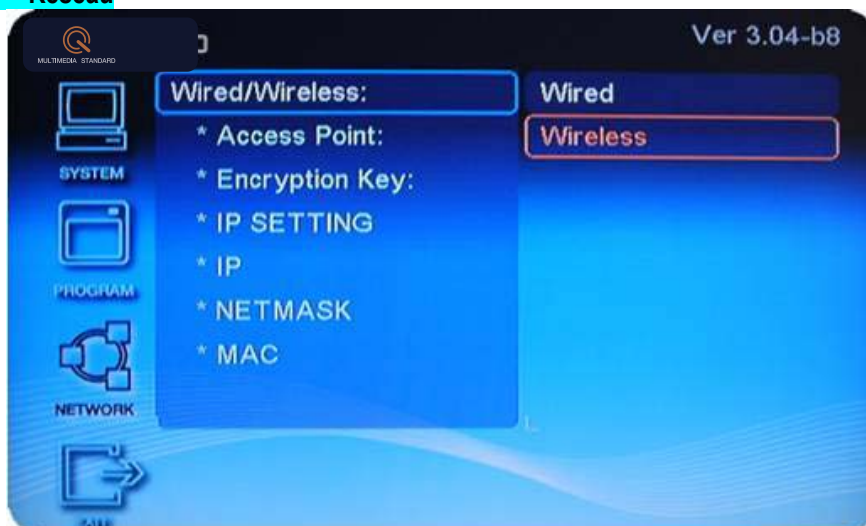 Réseau
MULTIMEDIA STANDARD
Ver 3.04-b8
Wired/Wireless:
Wired
* Access Point:
Wireless
SYSTEM
* Encryption Key:
* IP SETTING
* IP
PROGRAM
* NETMASK
* MAC
NETWORK